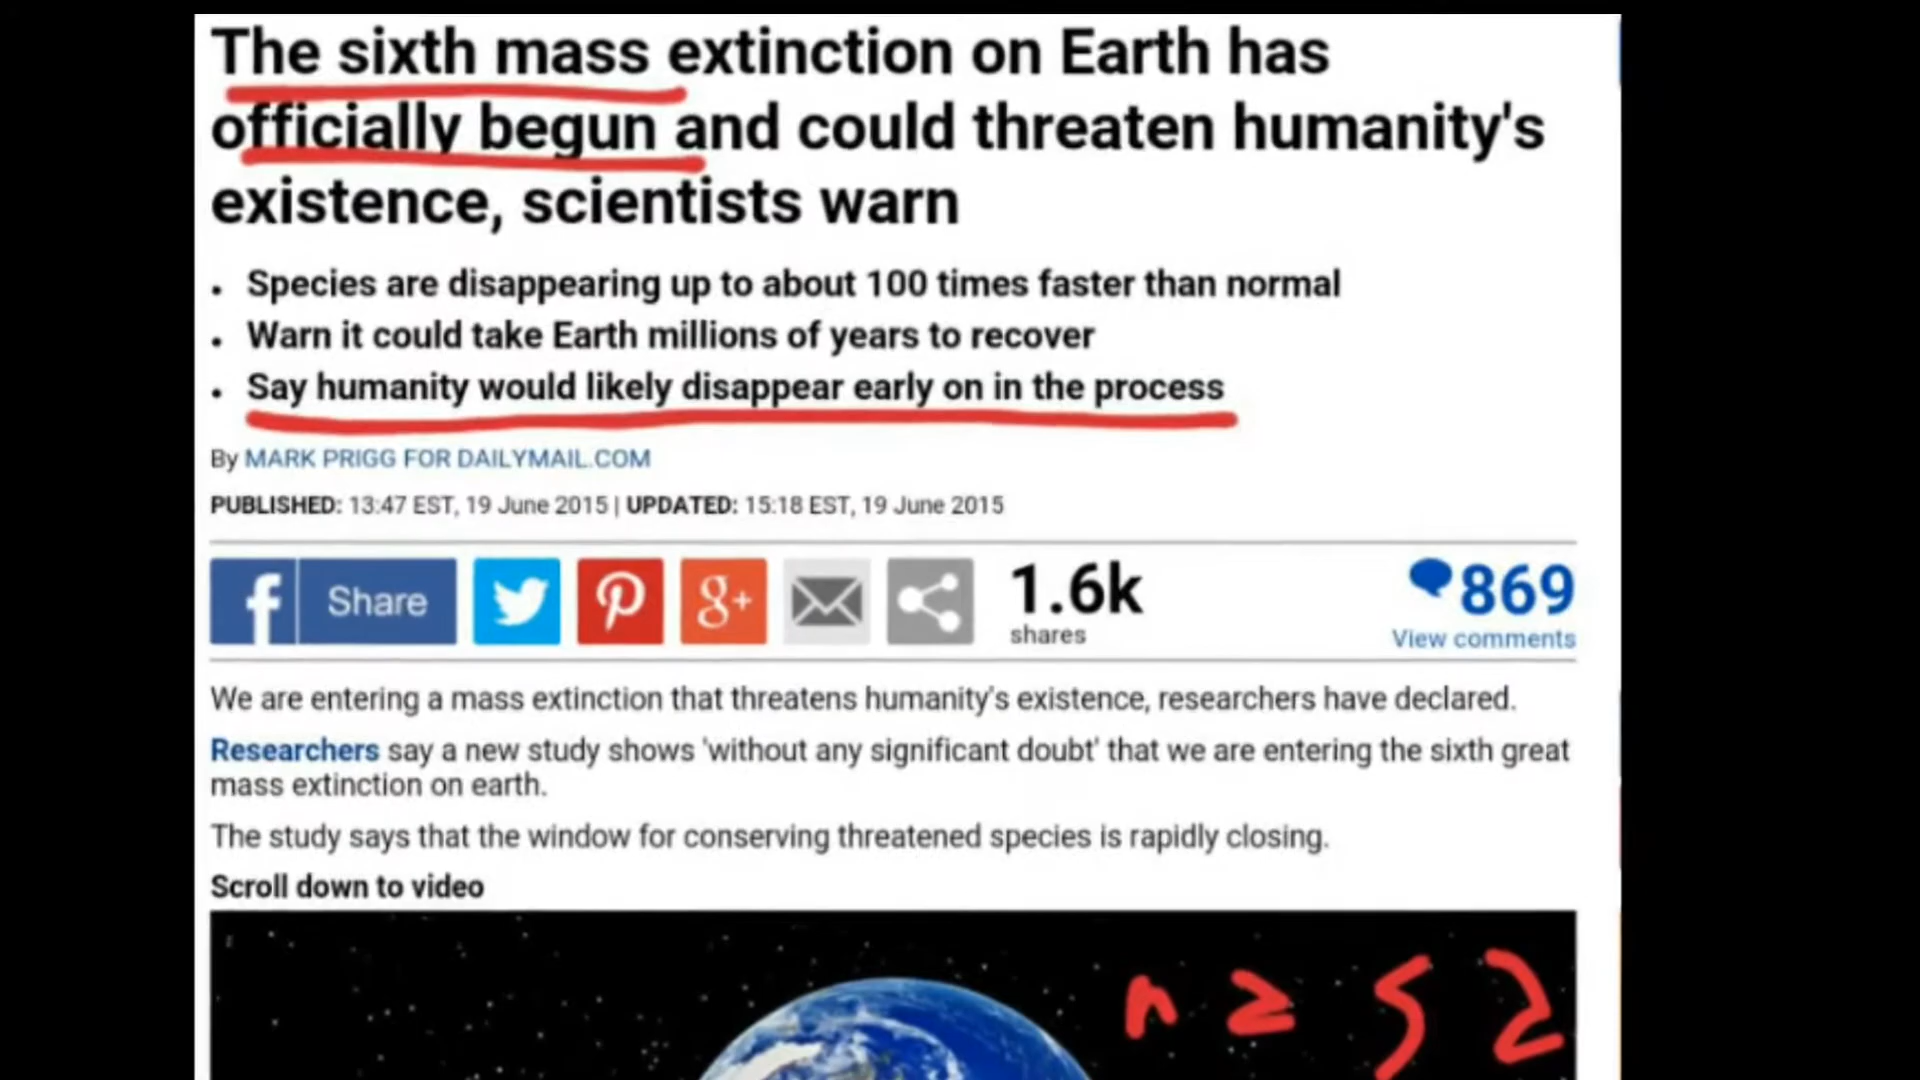 The sixth mass extinction on Earth has
officially begun and could threaten humanity's
existence, scientists warn
• Species are disappearing up to about 100 times faster than normal
• Warn it could take Earth millions of years to recover
• Say humanity would likely disappear early on in the process
By MARK PRIGG FOR DAILYMAIL.COM
PUBLISHED: 13:47 EST, 19 June 2015 | UPDATED: 15:18 EST, 19 June 2015
f Share g+ 1.6k 869
shares View comments
We are entering a mass extinction that threatens humanity's existence, researchers have declared.
Researchers say a new study shows 'without any significant doubt' that we are entering the sixth great
mass extinction on earth.
The study says that the window for conserving threatened species is rapidly closing.
Scroll down to video